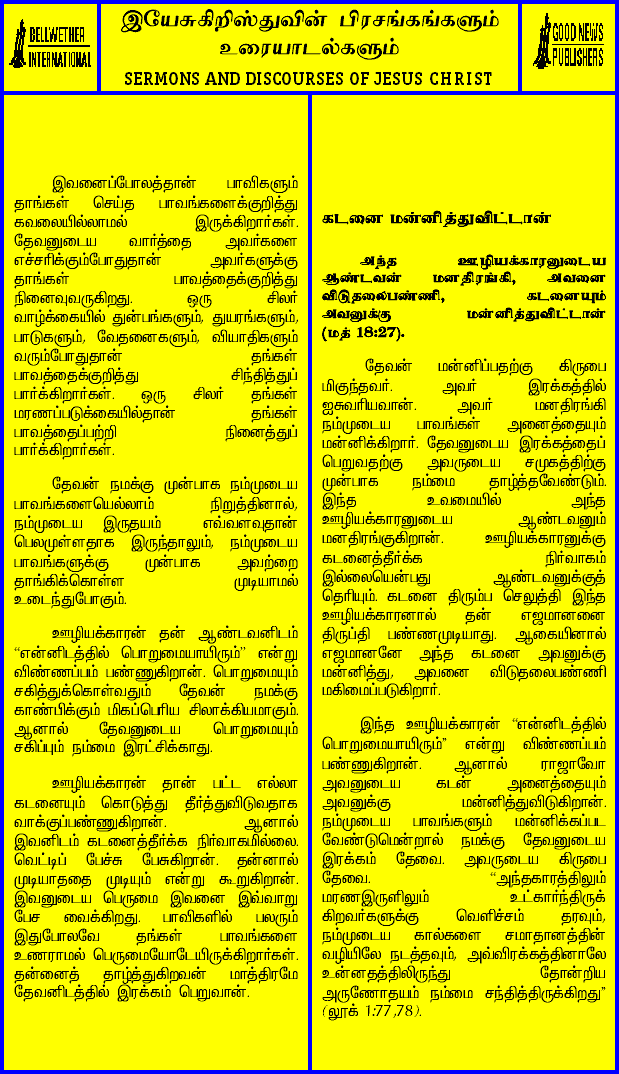 BELLWETHER
INTERNATIONAL
இயேசுகிறிஸ்துவின் பிரசங்கங்களும்
உரையாடல்களும்
SERMONS AND DISCOURSES OF JESUS CHRIST
GOOD NEWS
PUBLISHERS
இவனைப்போலத்தான் பாவிகளும்
தாங்கள் செய்த பாவங்களைக்குறித்து
கவலையில்லாமல் இருக்கிறார்கள்.
தேவனுடைய வார்த்தை அவர்களை
எச்சரிக்கும்போதுதான் அவர்களுக்கு
தாங்கள் பாவத்தைக்குறித்து
நினைவுவருகிறது. ஒரு சிலர்
வாழ்க்கையில் துன்பங்களும், துயரங்களும்,
பாடுகளும், வேதனைகளும், வியாதிகளும்
வரும்போதுதான் தங்கள்
பாவத்தைக்குறித்து சிந்தித்துப்
பார்க்கிறார்கள். ஒரு சிலர் தங்கள்
மரணப்படுக்கையில்தான் தங்கள்
பாவத்தைப்பற்றி நினைத்துப்
பார்க்கிறார்கள்.
தேவன் நமக்கு முன்பாக நம்முடைய
பாவங்களையெல்லாம் நிறுத்தினால்,
நம்முடைய இருதயம் எவ்வளவுதான்
பெலமுள்ளதாக இருந்தாலும், நம்முடைய
பாவங்களுக்கு முன்பாக அவற்றை
தாங்கிக்கொள்ள முடியாமல்
உடைந்துபோகும்.
ஊழியக்காரன் தன் ஆண்டவனிடம்
“என்னிடத்தில் பொறுமையாயிரும்” என்று
விண்ணப்பம் பண்ணுகிறான். பொறுமையும்
சகித்துக்கொள்வதும் தேவன் நமக்கு
காண்பிக்கும் மிகப்பெரிய சிலாக்கியமாகும்.
ஆனால் தேவனுடைய பொறுமையும்
சகிப்பும் நம்மை இரட்சிக்காது.
ஊழியக்காரன் தான் பட்ட எல்லா
கடனையும் கொடுத்து தீர்த்துவிடுவதாக
வாக்குப்பண்ணுகிறான். ஆனால்
இவனிடம் கடனைத்தீர்க்க நிர்வாகமில்லை.
வெட்டிப் பேச்சு பேசுகிறான். தன்னால்
முடியாததை முடியும் என்று கூறுகிறான்.
இவனுடைய பெருமை இவனை இவ்வாறு
பேச வைக்கிறது. பாவிகளில் பலரும்
இதுபோலவே தங்கள் பாவங்களை
உணராமல் பெருமையோடேயிருக்கிறார்கள்.
தன்னைத் தாழ்த்துகிறவன் மாத்திரமே
தேவனிடத்தில் இரக்கம் பெறுவான்.
கடனை மன்னித்துவிட்டான்
அந்த ஊழியக்காரனுடைய
ஆண்டவன் மனதிரங்கி, அவனை
விடுதலைபண்ணி, கடனையும்
அவனுக்கு மன்னித்துவிட்டான்
(மத் 18:27).
தேவன் மன்னிப்பதற்கு கிருபை
மிகுந்தவர். அவர் இரக்கத்தில்
ஐசுவரியவான். அவர் மனதிரங்கி
நம்முடைய பாவங்கள் அனைத்தையும்
மன்னிக்கிறார். தேவனுடைய இரக்கத்தைப்
பெறுவதற்கு அவருடைய சமுகத்திற்கு
முன்பாக நம்மை தாழ்த்தவேண்டும்.
இந்த உவமையில் அந்த
ஊழியக்காரனுடைய ஆண்டவனும்
மனதிரங்குகிறான். ஊழியக்காரனுக்கு
கடனைத்தீர்க்க நிர்வாகம்
இல்லையென்பது ஆண்டவனுக்குத்
தெரியும். கடனை திரும்ப செலுத்தி இந்த
ஊழியக்காரனால் தன் எஜமானனை
திருப்தி பண்ணமுடியாது. ஆகையினால்
எஜமானனே அந்த கடனை அவனுக்கு
மன்னித்து, அவனை விடுதலைபண்ணி
மகிமைப்படுகிறார்.
இந்த ஊழியக்காரன் “என்னிடத்தில்
பொறுமையாயிரும்” என்று விண்ணப்பம்
பண்ணுகிறான். ஆனால் ராஜாவோ
அவனுடைய கடன் அனைத்தையும்
அவனுக்கு மன்னித்துவிடுகிறான்.
நம்முடைய பாவங்களும் மன்னிக்கப்பட
வேண்டுமென்றால் நமக்கு தேவனுடைய
இரக்கம் தேவை. அவருடைய கிருபை
தேவை. “அந்தகாரத்திலும்
மரணஇருளிலும் உட்கார்ந்திருக்
கிறவர்களுக்கு வெளிச்சம் தரவும்,
நம்முடைய கால்களை சமாதானத்தின்
வழியிலே நடத்தவும், அவ்விரக்கத்தினாலே
உன்னதத்திலிருந்து தோன்றிய
அருணோதயம் நம்மை சந்தித்திருக்கிறது”
(லூக் 1:77,78).